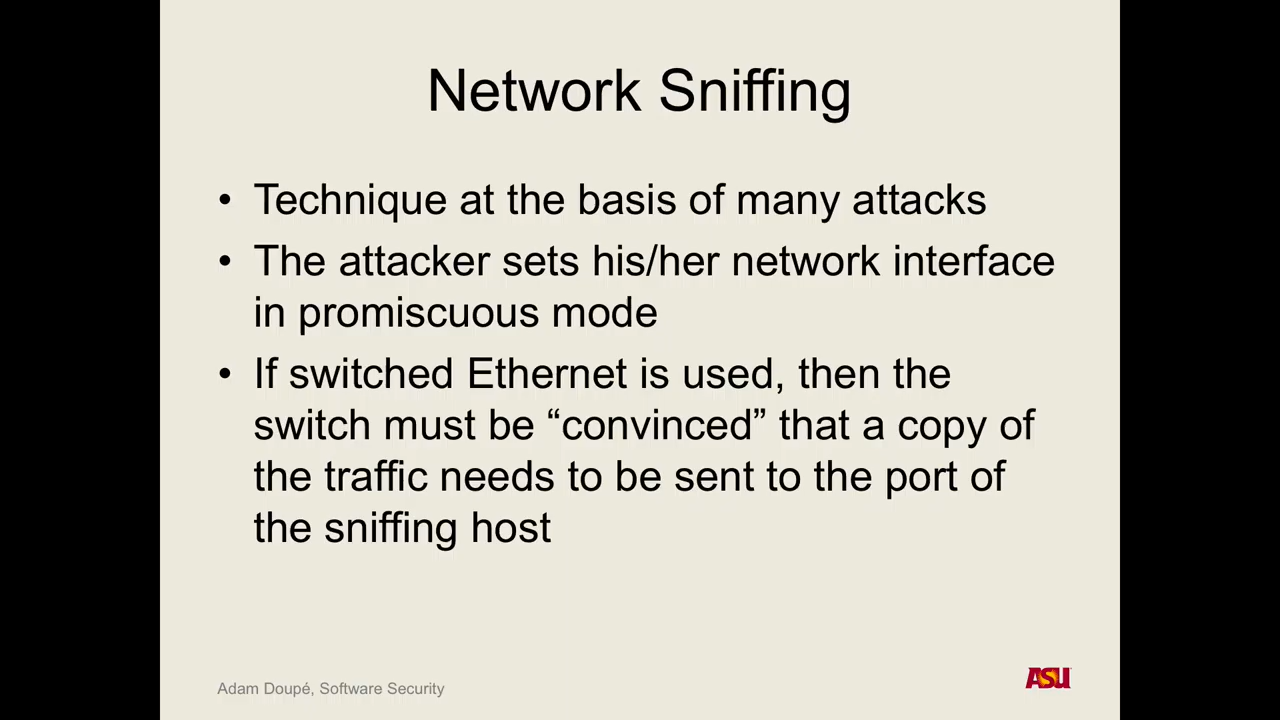 Network Sniffing
• Technique at the basis of many attacks
• The attacker sets his/her network interface
in promiscuous mode
• If switched Ethernet is used, then the
switch must be “convinced” that a copy of
the traffic needs to be sent to the port of
the sniffing host
Adam Doupé, Software Security
ASU